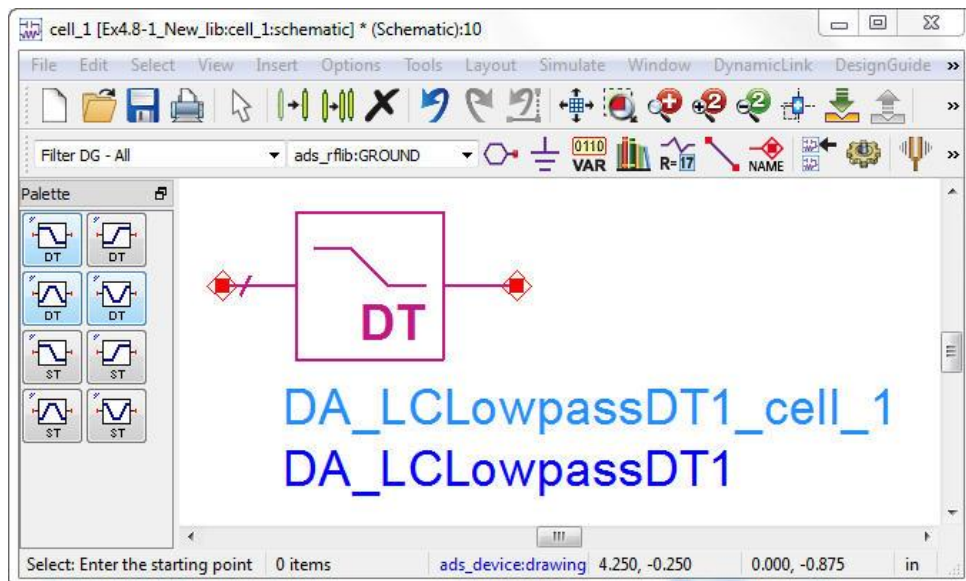 cell_1 [Ex4.8-1_New_lib:cell_1:schematic] * (Schematic):10
File Edit Select View Insert Options Tools Layout Simulate Window DynamicLink DesignGuide »
+2 -2 »
Filter DG - All ads_rflib:GROUND 0110 VAR R=17 NAME »
Palette
DT DT
DT DT
ST ST
ST ST
DT
DA_LCLowpassDT1_cell_1
DA_LCLowpassDT1
Select: Enter the starting point 0 items ads_device:drawing 4.250, -0.250 0.000, -0.875 in